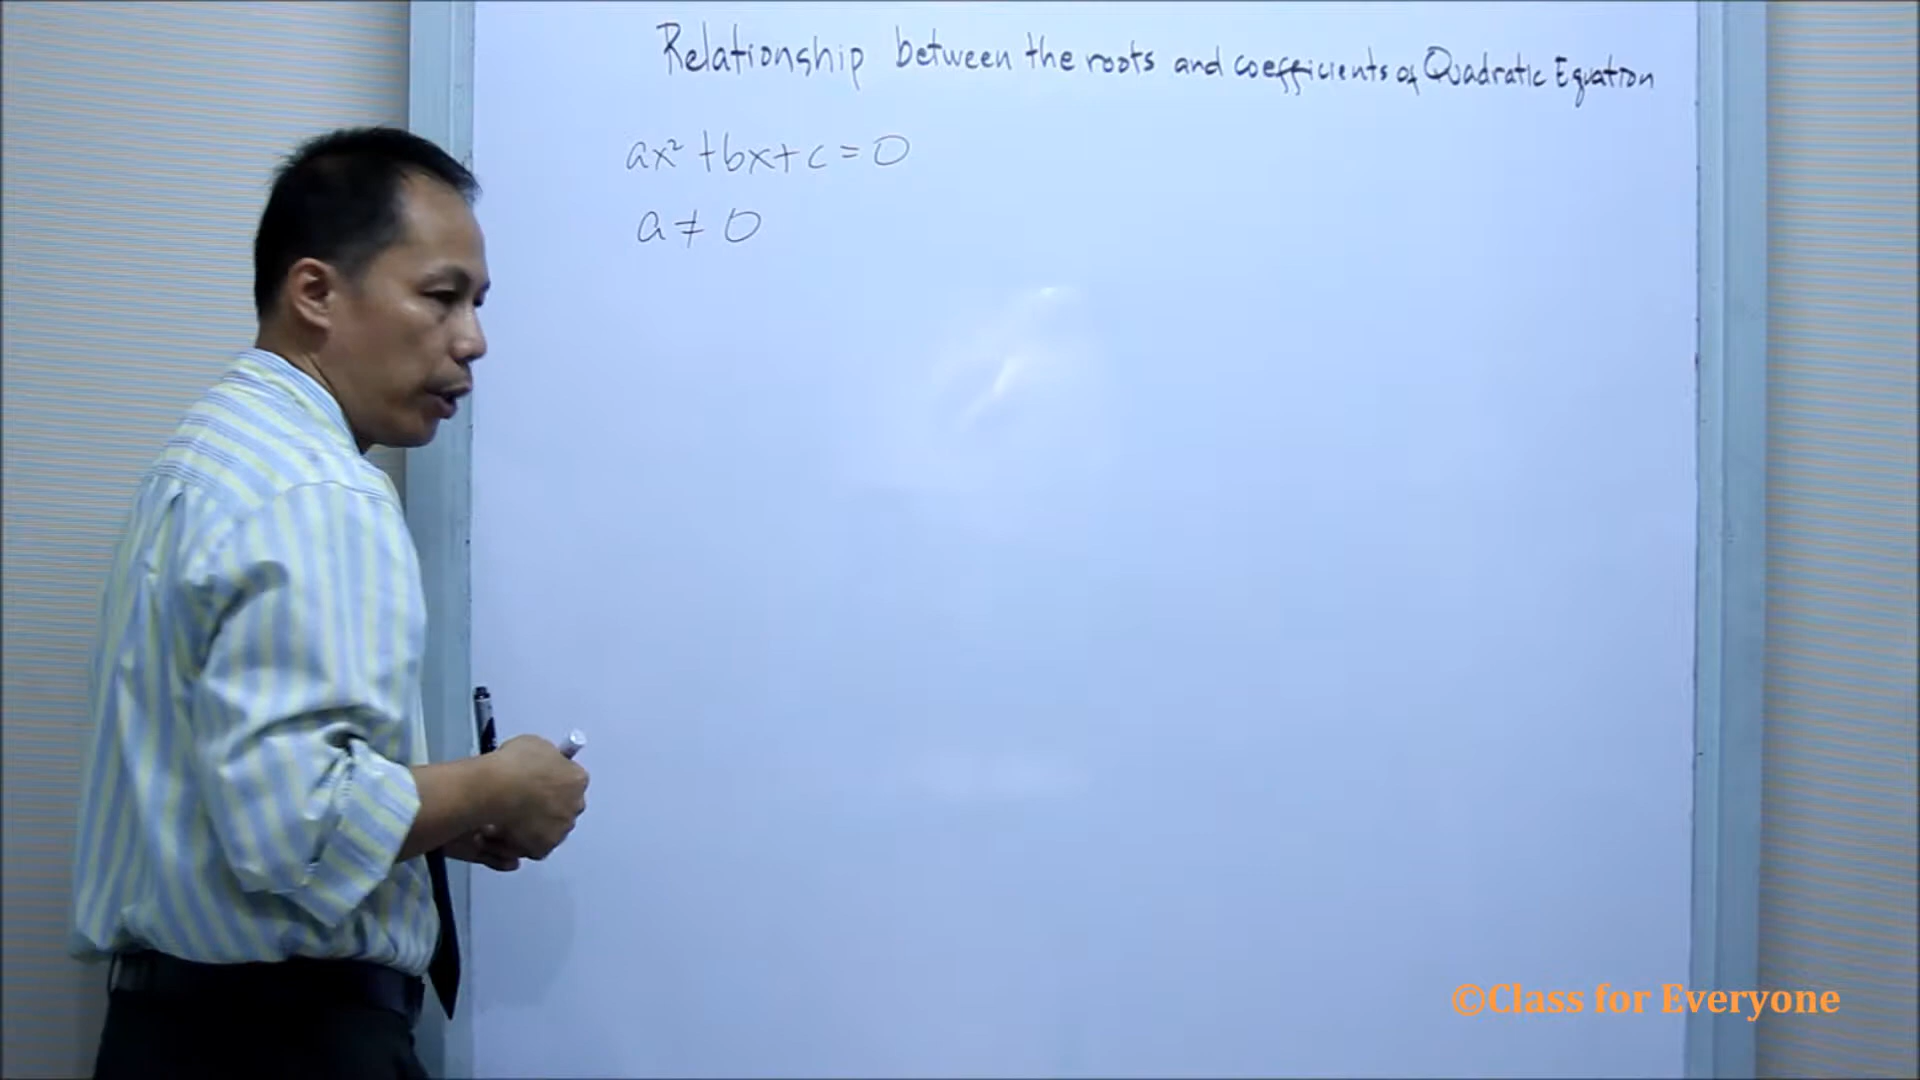 Relationship between the roots and coefficients of Quadratic Equation
ax² + bx + c = 0
a ≠ 0
©Class for Everyone